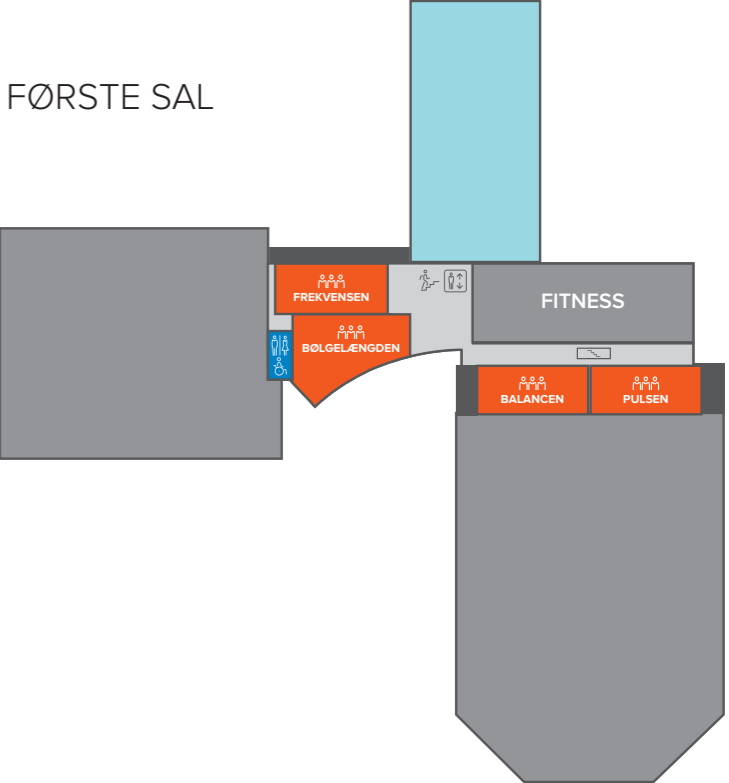 FØRSTE SAL
FREKVENSEN
FITNESS
BØLGELÆNGDEN
BALANCEN
PULSEN